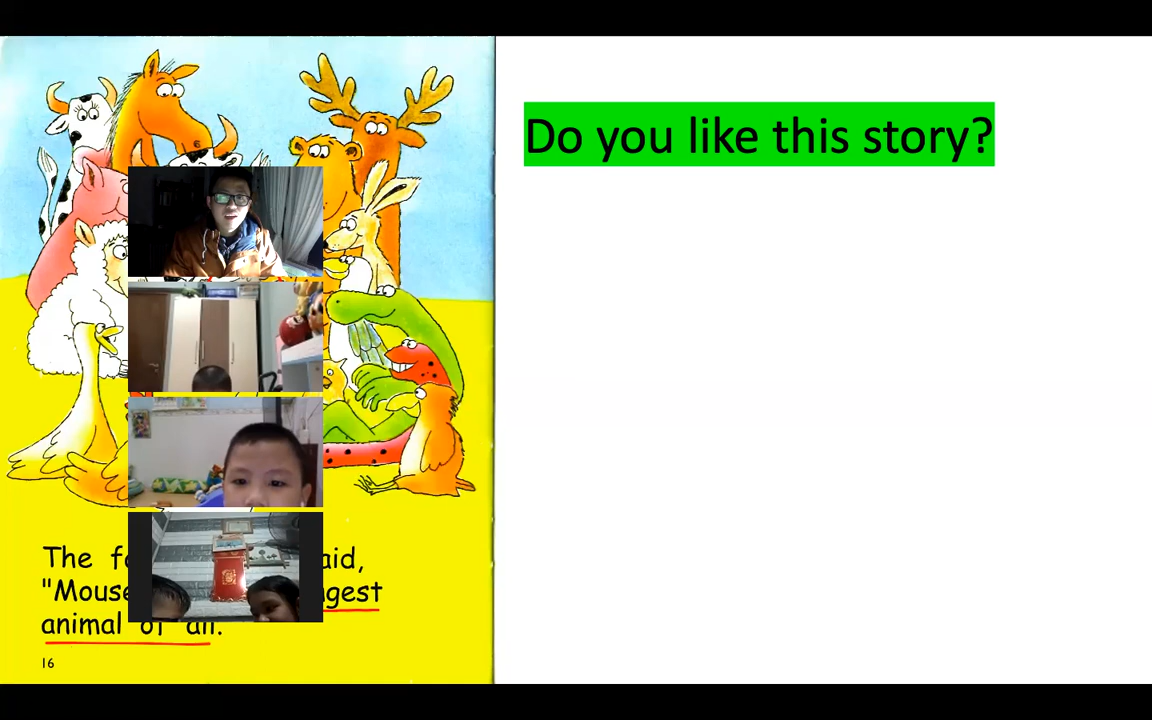 Do you like this story?
The aid,
"Mouse gest
animal of all.
16